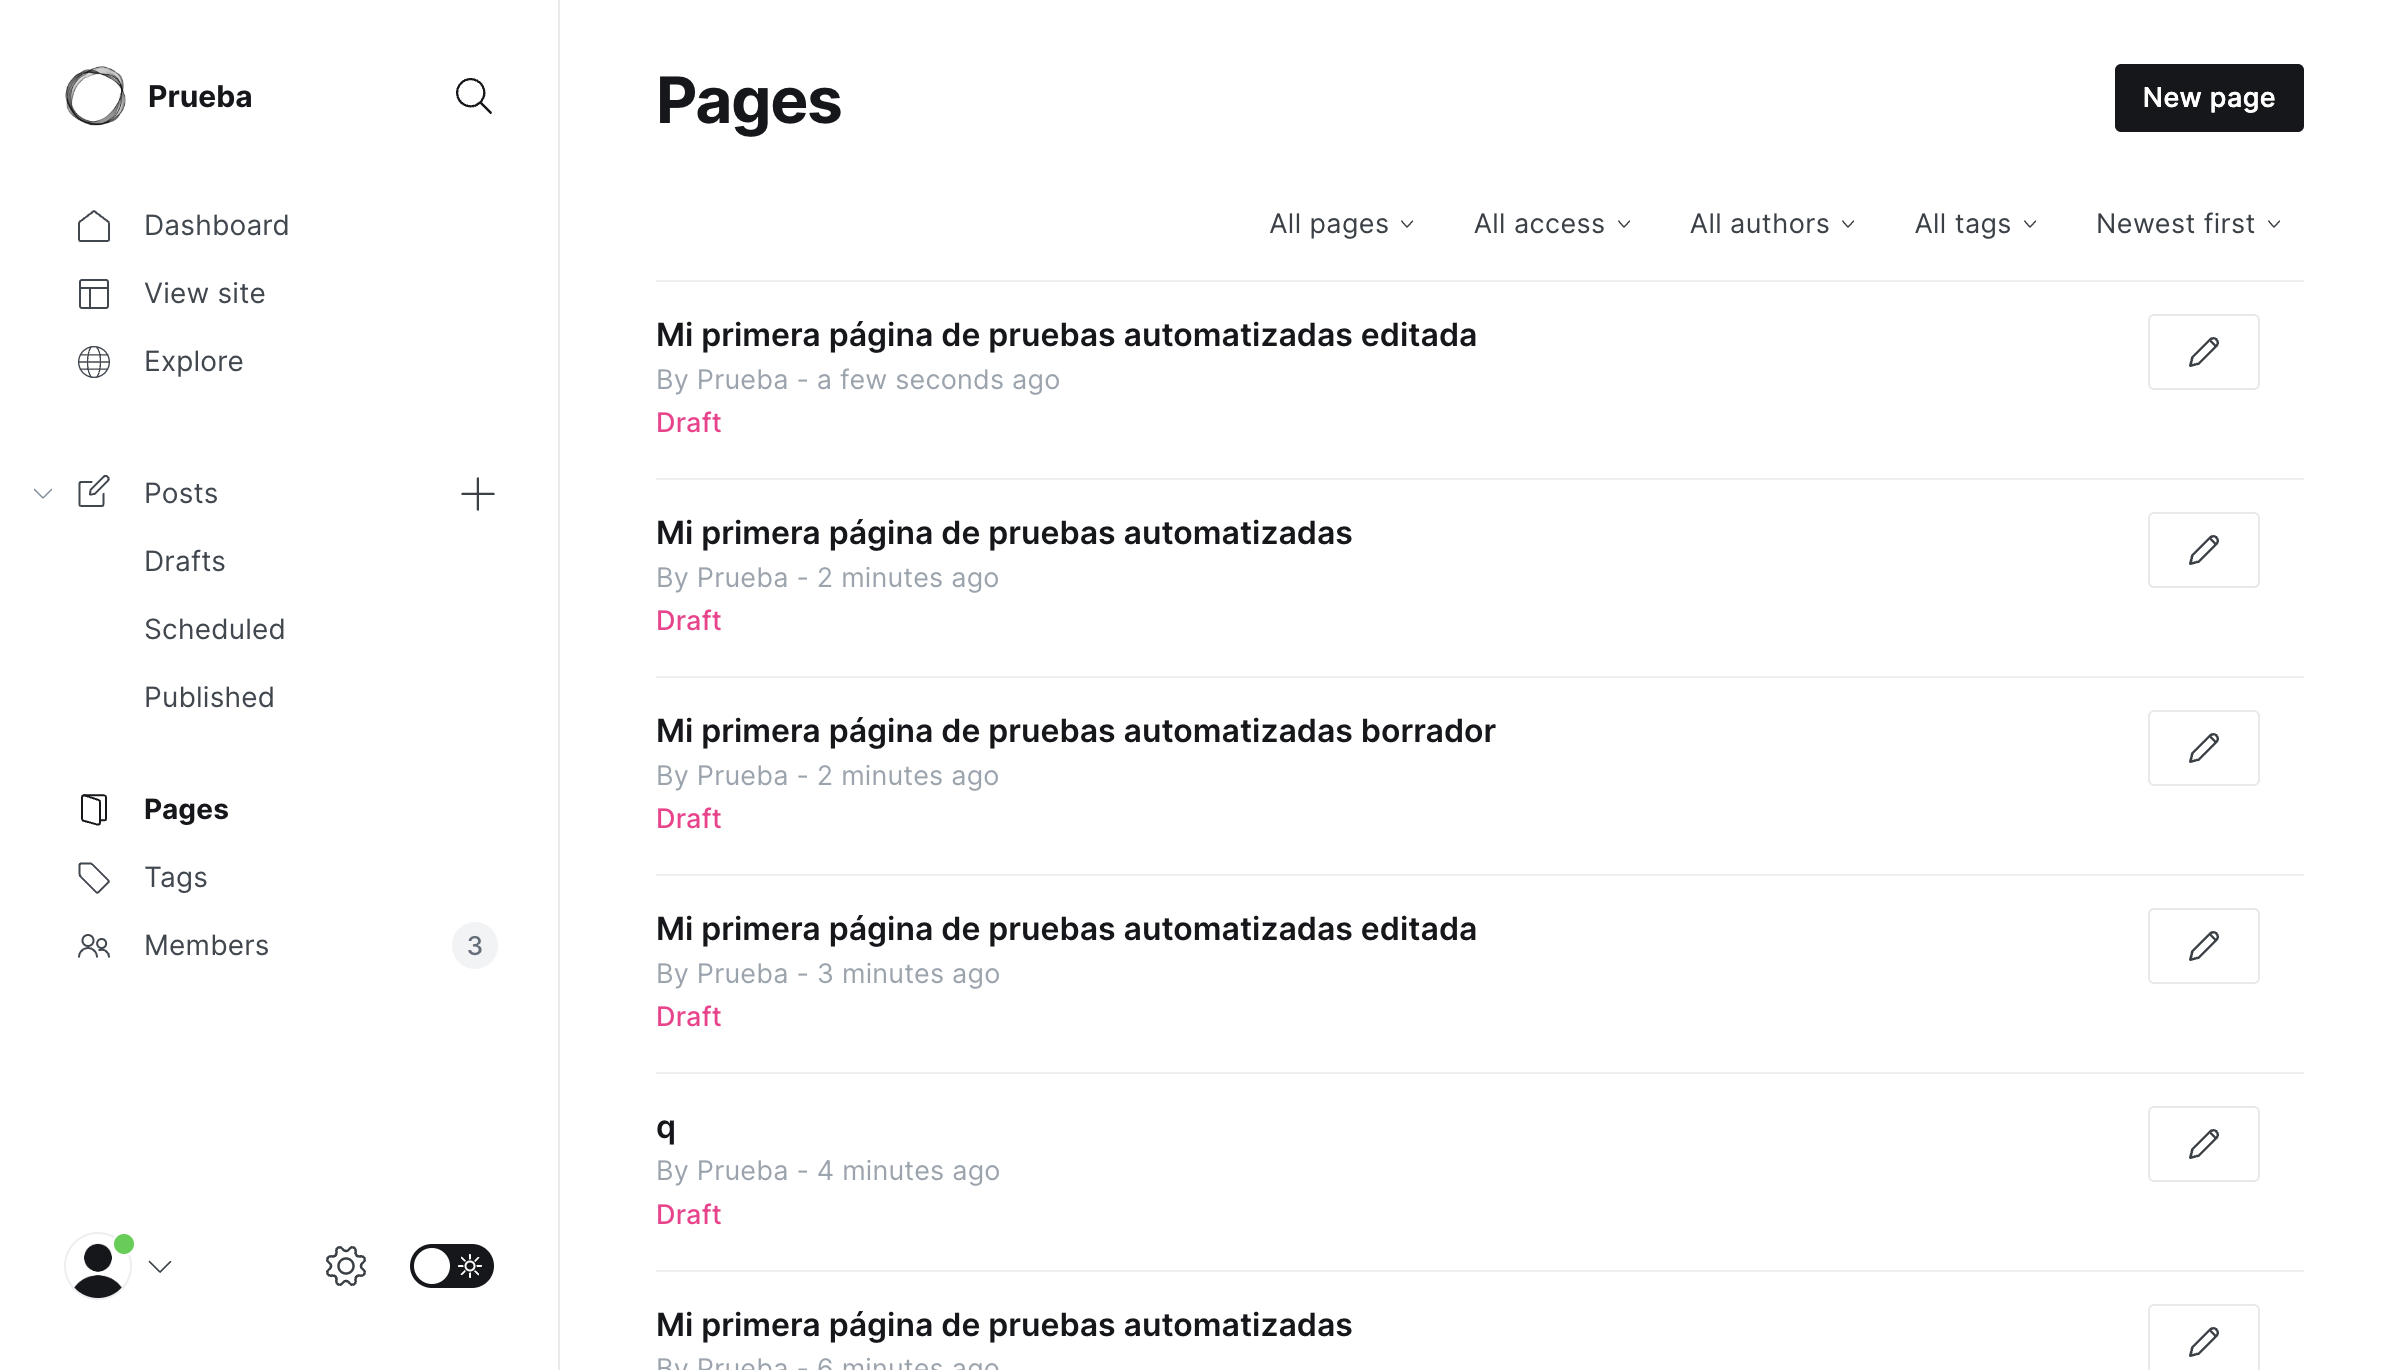 Prueba
Dashboard
View site
Explore
Posts
Drafts
Scheduled
Published
Pages
Tags
Members 3
Pages
New page
All pages All access All authors All tags Newest first
Mi primera página de pruebas automatizadas editada
By Prueba - a few seconds ago
Draft
Mi primera página de pruebas automatizadas
By Prueba - 2 minutes ago
Draft
Mi primera página de pruebas automatizadas borrador
By Prueba - 2 minutes ago
Draft
Mi primera página de pruebas automatizadas editada
By Prueba - 3 minutes ago
Draft
q
By Prueba - 4 minutes ago
Draft
Mi primera página de pruebas automatizadas
By Prueba - 6 minutes ago